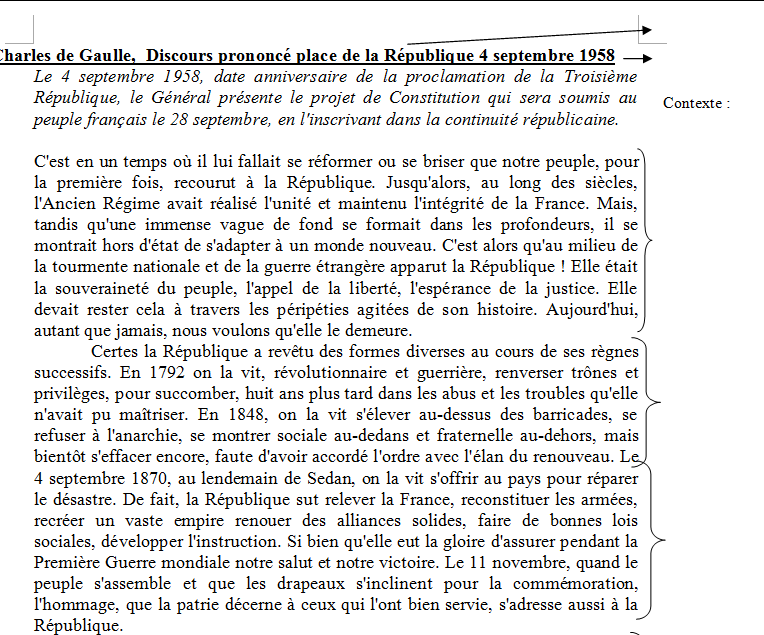 Charles de Gaulle, Discours prononcé place de la République 4 septembre 1958
Le 4 septembre 1958, date anniversaire de la proclamation de la Troisième
République, le Général présente le projet de Constitution qui sera soumis au
peuple français le 28 septembre, en l'inscrivant dans la continuité républicaine.
Contexte :
C'est en un temps où il lui fallait se réformer ou se briser que notre peuple, pour
la première fois, recourut à la République. Jusqu'alors, au long des siècles,
l'Ancien Régime avait réalisé l'unité et maintenu l'intégrité de la France. Mais,
tandis qu'une immense vague de fond se formait dans les profondeurs, il se
montrait hors d'état de s'adapter à un monde nouveau. C'est alors qu'au milieu de
la tourmente nationale et de la guerre étrangère apparut la République ! Elle était
la souveraineté du peuple, l'appel de la liberté, l'espérance de la justice. Elle
devait rester cela à travers les péripéties agitées de son histoire. Aujourd'hui,
autant que jamais, nous voulons qu'elle le demeure.
Certes la République a revêtu des formes diverses au cours de ses règnes
successifs. En 1792 on la vit, révolutionnaire et guerrière, renverser trônes et
privilèges, pour succomber, huit ans plus tard dans les abus et les troubles qu'elle
n'avait pu maîtriser. En 1848, on la vit s'élever au-dessus des barricades, se
refuser à l'anarchie, se montrer sociale au-dedans et fraternelle au-dehors, mais
bientôt s'effacer encore, faute d'avoir accordé l'ordre avec l'élan du renouveau. Le
4 septembre 1870, au lendemain de Sedan, on la vit s'offrir au pays pour réparer
le désastre. De fait, la République sut relever la France, reconstituer les armées,
recréer un vaste empire renouer des alliances solides, faire de bonnes lois
sociales, développer l'instruction. Si bien qu'elle eut la gloire d'assurer pendant la
Première Guerre mondiale notre salut et notre victoire. Le 11 novembre, quand le
peuple s'assemble et que les drapeaux s'inclinent pour la commémoration,
l'hommage, que la patrie décerne à ceux qui l'ont bien servie, s'adresse aussi à la
République.